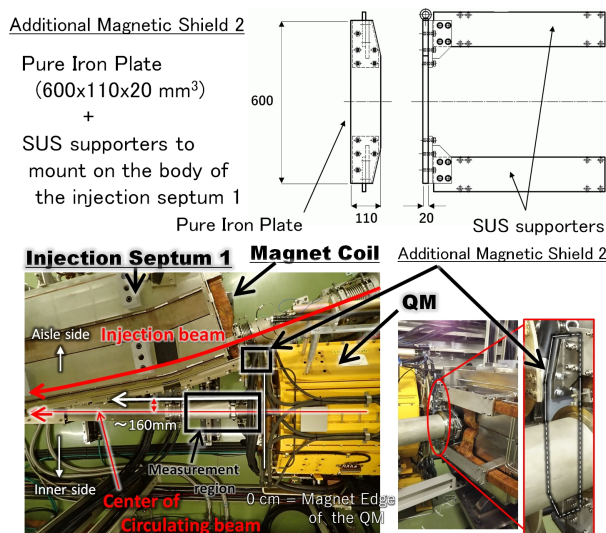 Additional Magnetic Shield 2
Pure Iron Plate
(600x110x20 mm³)
+
SUS supporters to
mount on the body of
the injection septum 1
600
110
20
Pure Iron Plate
SUS supporters
Injection Septum 1
Magnet Coil
Additional Magnetic Shield 2
QM
Aisle side
Injection beam
～160mm
Measurement
region
Inner side
Center of
Circulating beam
0 cm = Magnet Edge
of the QM